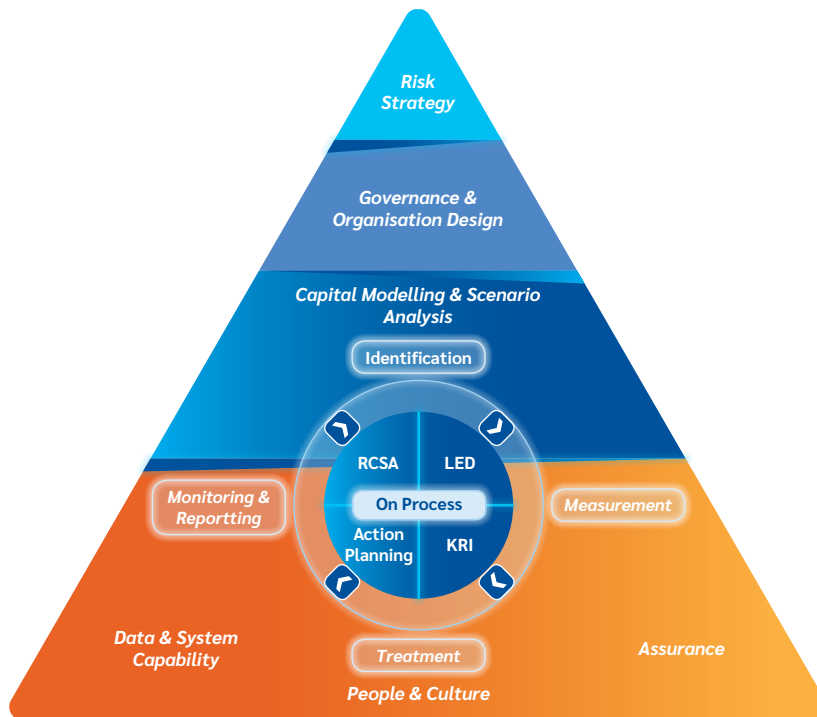 Risk
Strategy
Governance &
Organisation Design
Capital Modelling & Scenario
Analysis
Identification
RCSA
LED
Monitoring &
Reportting
On Process
Measurement
Action
Planning
KRI
Data & System
Capability
Treatment
Assurance
People & Culture